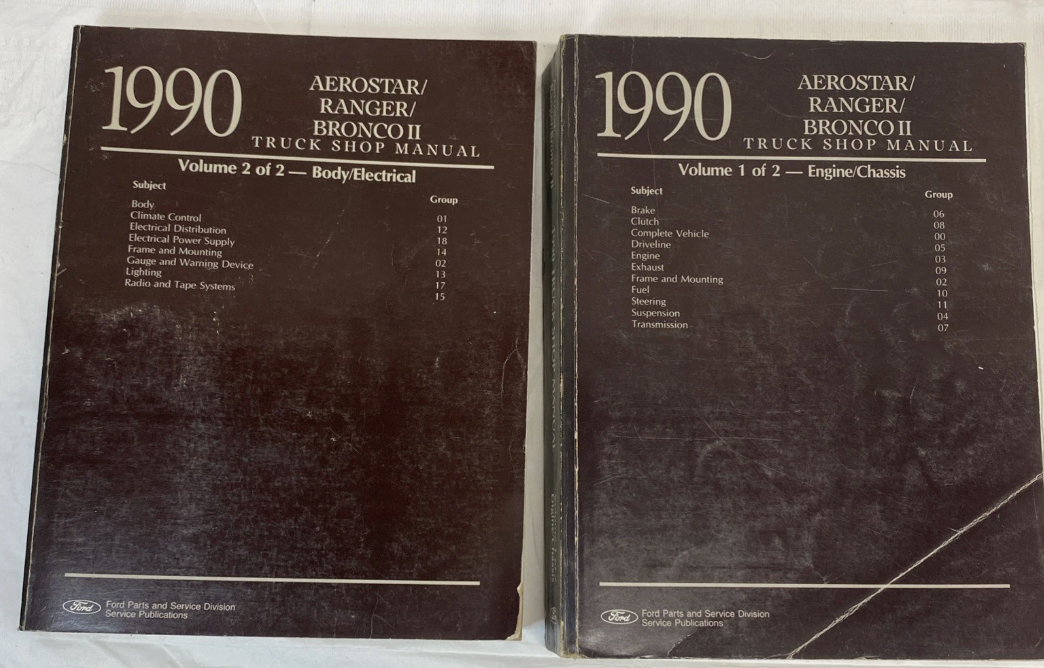 1990
AEROSTAR/
RANGER/
BRONCO II
TRUCK SHOP MANUAL
Volume 2 of 2 — Body/Electrical
Subject Group
Body 01
Climate Control 12
Electrical Distribution 18
Electrical Power Supply 14
Frame and Mounting 02
Gauge and Warning Device 13
Lighting 17
Radio and Tape Systems 15
Ford Ford Parts and Service Division
Service Publications
1990
AEROSTAR/
RANGER/
BRONCO II
TRUCK SHOP MANUAL
Volume 1 of 2 — Engine/Chassis
Subject Group
Brake 06
Clutch 08
Complete Vehicle 00
Driveline 05
Engine 03
Exhaust 09
Frame and Mounting 02
Fuel 10
Steering 11
Suspension 04
Transmission 07
Ford Ford Parts and Service Division
Service Publications